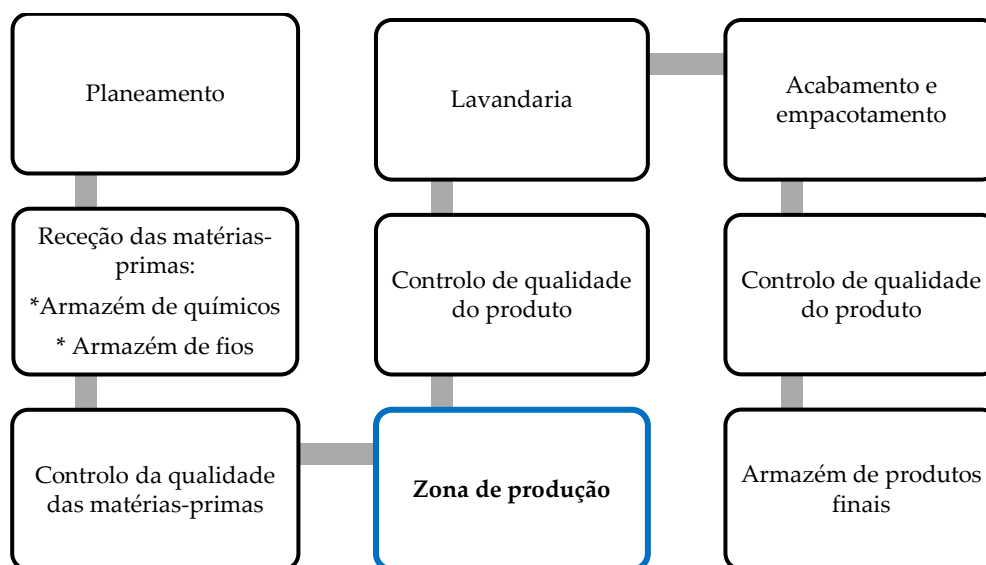 Planeamento
Receção das matérias-
primas:
*Armazém de químicos
* Armazém de fios
Controlo da qualidade
das matérias-primas
Zona de produção
Controlo de qualidade
do produto
Lavandaria
Acabamento e
empacotamento
Controlo de qualidade
do produto
Armazém de produtos
finais